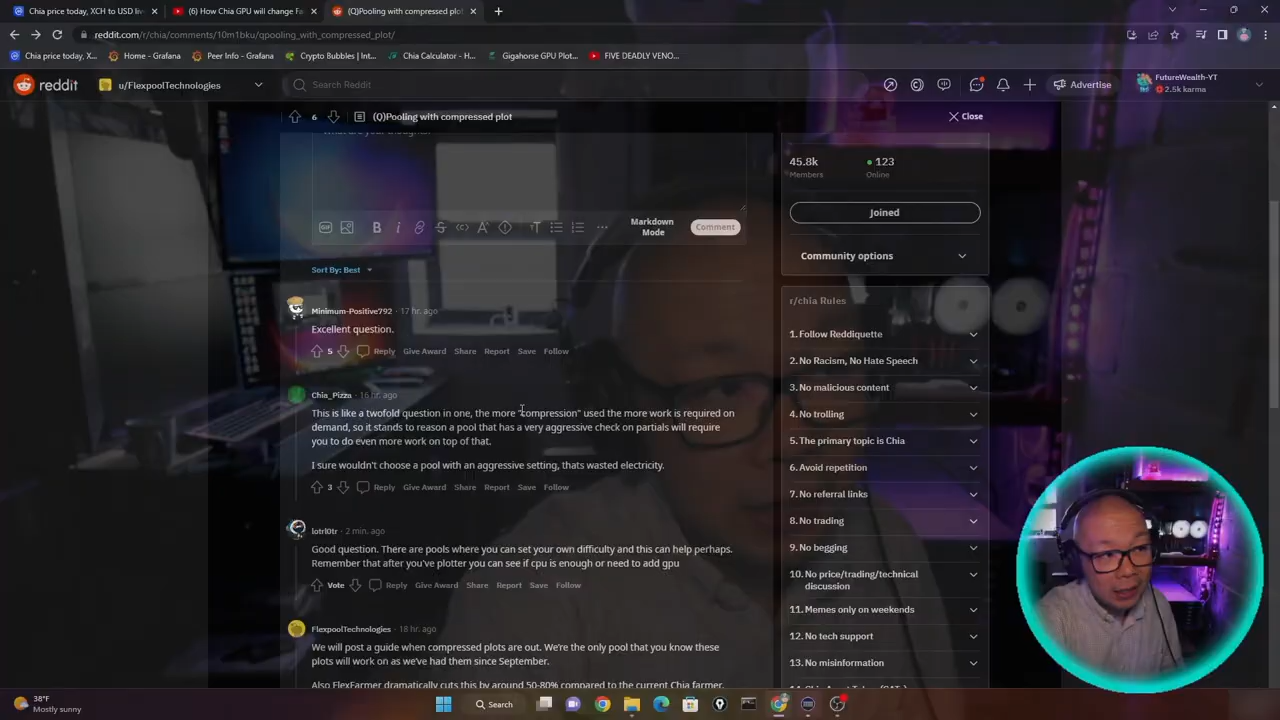 Chia price today, XCH to USD live
(6) How Chia GPU will change Fa
(Q)Pooling with compressed plot
reddit.com/r/chia/comments/10m1bku/qpooling_with_compressed_plot/
Chia price today, X...
Home - Grafana
Peer Info - Grafana
Crypto Bubbles | Int...
Chia Calculator - H...
Gigahorse GPU Plot...
FIVE DEADLY VENO...
reddit
u/FlexpoolTechnologies
Search Reddit
Advertise
FutureWealth-YT
2.5k karma
6
(Q)Pooling with compressed plot
Close
What are your thoughts?
Markdown Mode
Comment
Sort By: Best
Minimum-Positive792 · 17 hr. ago
Excellent question.
5 Reply Give Award Share Report Save Follow
Chia_Pizza · 16 hr. ago
This is like a twofold question in one, the more "compression" used the more work is required on
demand, so it stands to reason a pool that has a very aggressive check on partials will require
you to do even more work on top of that.
I sure wouldn't choose a pool with an aggressive setting, thats wasted electricity.
3 Reply Give Award Share Report Save Follow
lotrl0tr · 2 min. ago
Good question. There are pools where you can set your own difficulty and this can help perhaps.
Remember that after you've plotter you can see if cpu is enough or need to add gpu
Vote Reply Give Award Share Report Save Follow
FlexpoolTechnologies · 18 hr. ago
We will post a guide when compressed plots are out. We're the only pool that you know these
plots will work on as we've had them since September.
Also FlexFarmer dramatically cuts this by around 50-80% compared to the current Chia farmer.
45.8k
Members
123
Online
Joined
Community options
r/chia Rules
1. Follow Reddiquette
2. No Racism, No Hate Speech
3. No malicious content
4. No trolling
5. The primary topic is Chia
6. Avoid repetition
7. No referral links
8. No trading
9. No begging
10. No price/trading/technical
discussion
11. Memes only on weekends
12. No tech support
13. No misinformation
38°F
Mostly sunny
Search